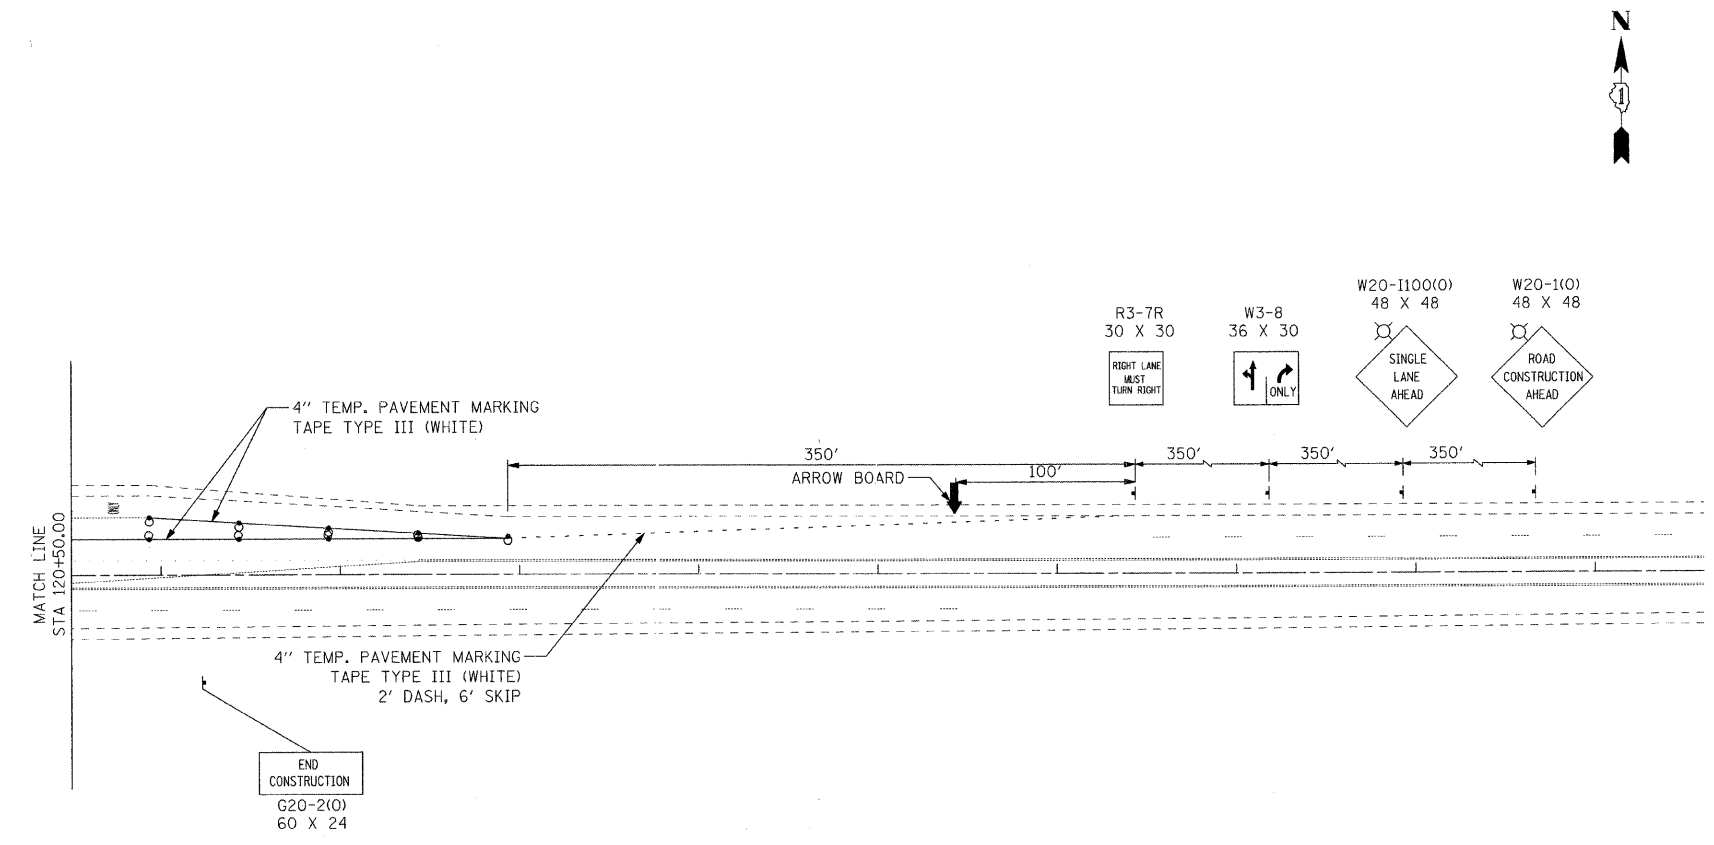 N
1
W20-I100(O)
48 X 48
W20-1(O)
48 X 48
R3-7R
30 X 30
W3-8
36 X 30
RIGHT LANE
MUST
TURN RIGHT
ONLY
SINGLE
LANE
AHEAD
ROAD
CONSTRUCTION
AHEAD
4" TEMP. PAVEMENT MARKING
TAPE TYPE III (WHITE)
350'
350'
350'
350'
ARROW BOARD
100'
ONLY
MATCH LINE
STA 120+50.00
4" TEMP. PAVEMENT MARKING
TAPE TYPE III (WHITE)
2' DASH, 6' SKIP
END
CONSTRUCTION
G20-2(O)
60 X 24